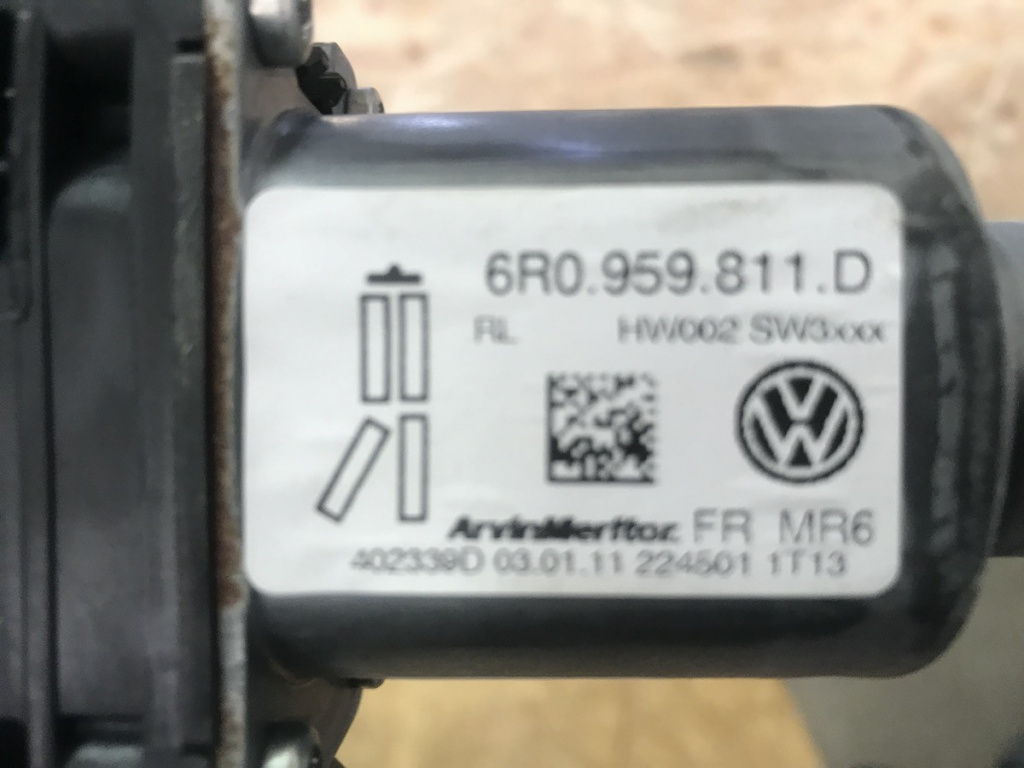 6R0.959.811.D
RL HW002 SW3xxx
ArvinMeritor. FR MR6
402339D 03.01.11 224501 1T13